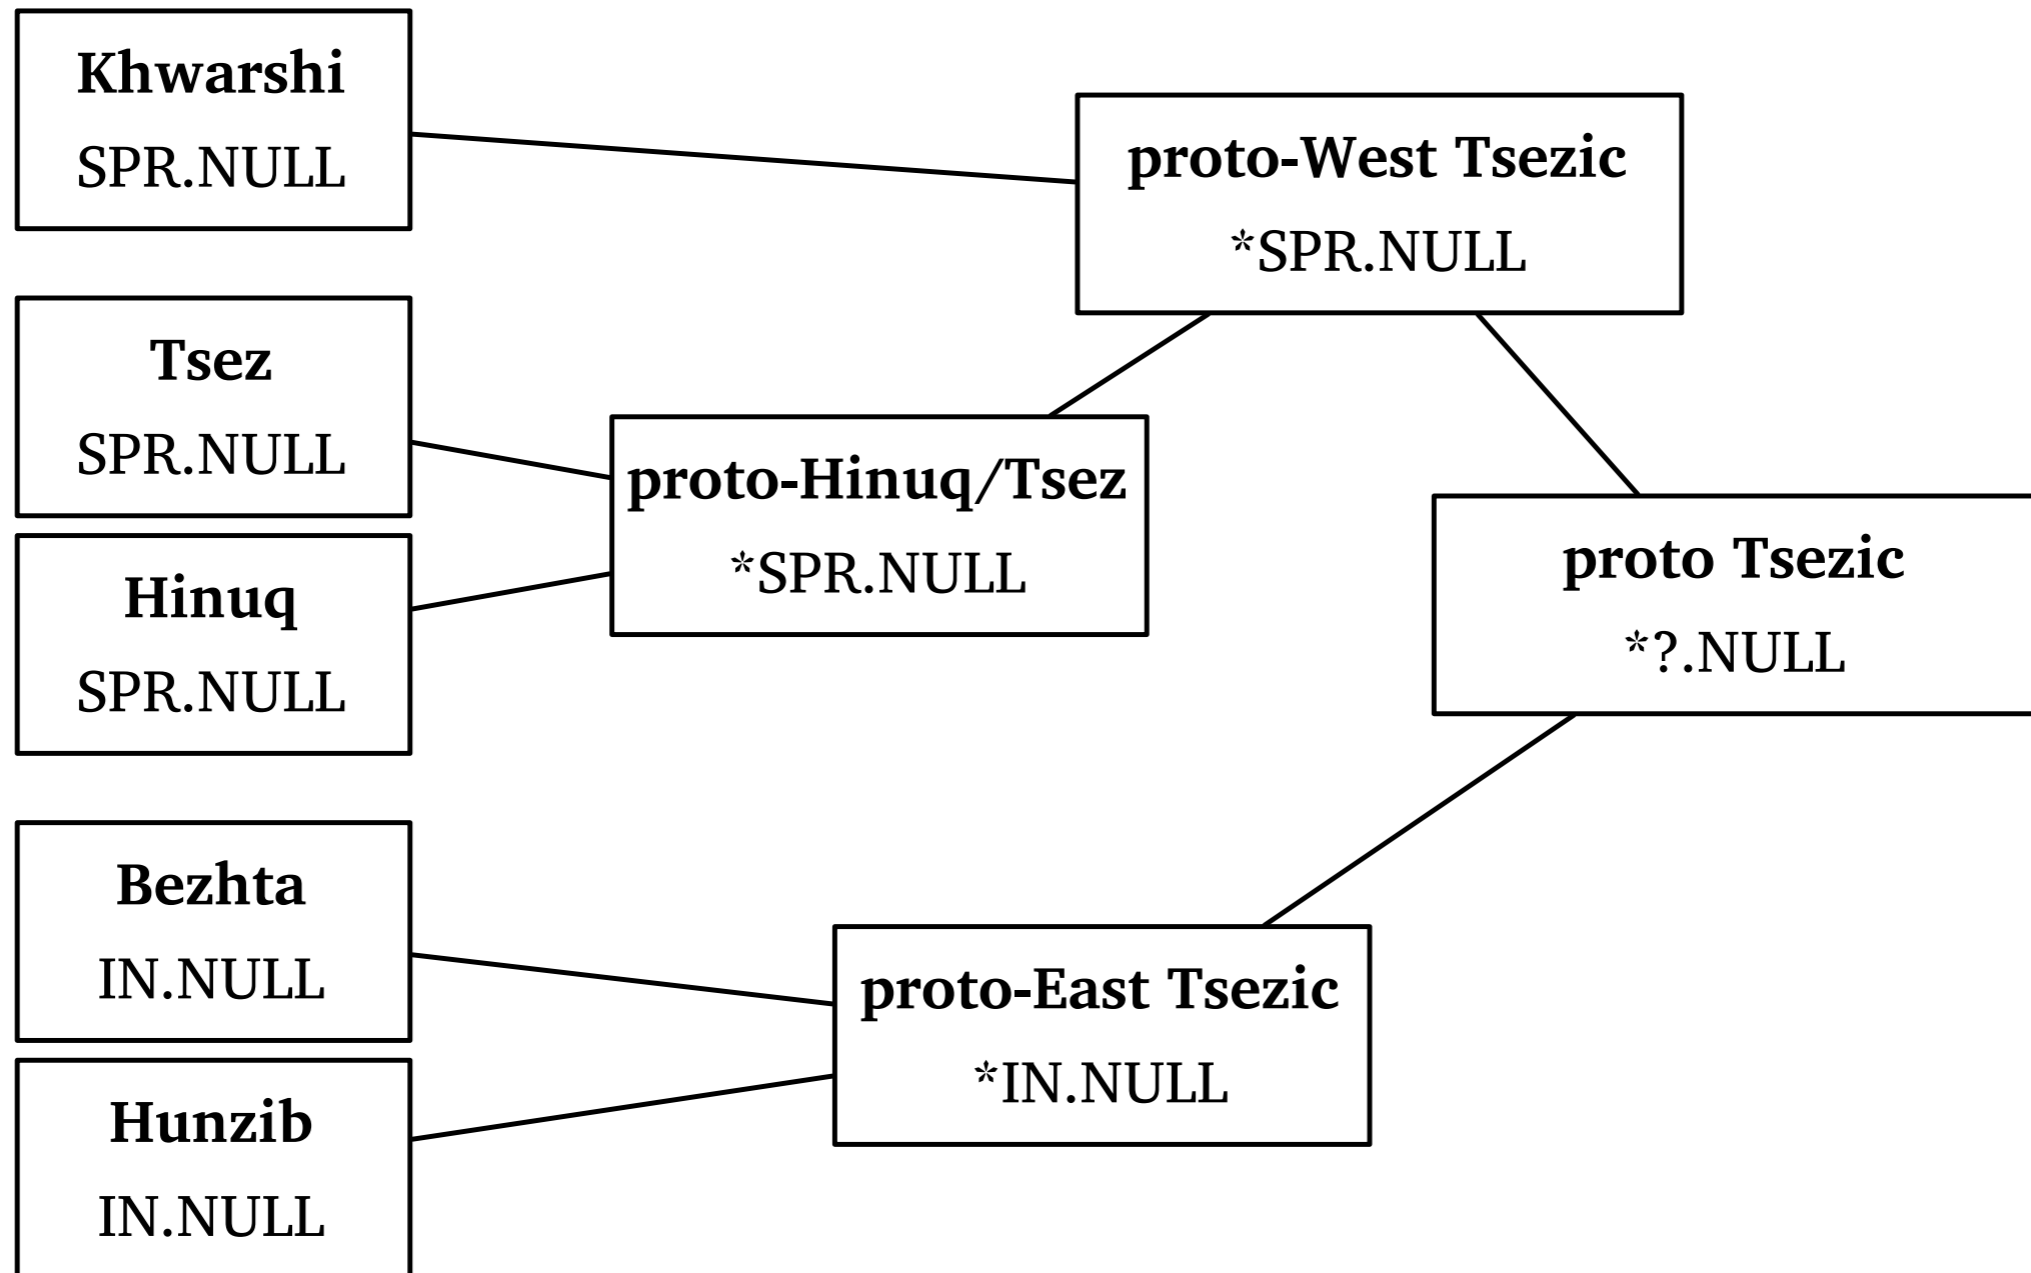 Khwarshi
SPR.NULL
proto-West Tsezic
*SPR.NULL
Tsez
SPR.NULL
proto-Hinuq/Tsez
*SPR.NULL
Hinuq
SPR.NULL
proto Tsezic
*?.NULL
Bezhta
IN.NULL
proto-East Tsezic
*IN.NULL
Hunzib
IN.NULL